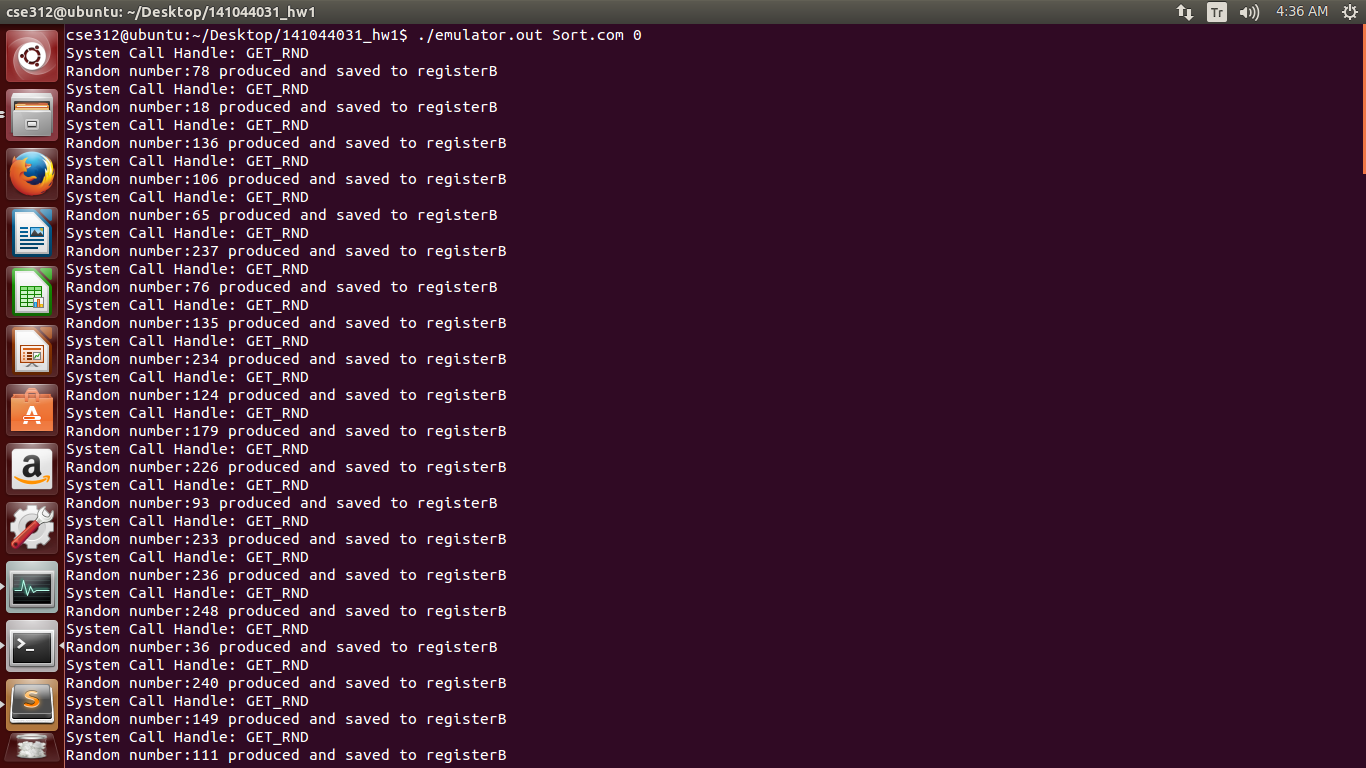 cse312@ubuntu: ~/Desktop/141044031_hw1
Tr
4:36 AM
cse312@ubuntu:~/Desktop/141044031_hw1$ ./emulator.out Sort.com 0
System Call Handle: GET_RND
Random number:78 produced and saved to registerB
System Call Handle: GET_RND
Random number:18 produced and saved to registerB
System Call Handle: GET_RND
Random number:136 produced and saved to registerB
System Call Handle: GET_RND
Random number:106 produced and saved to registerB
System Call Handle: GET_RND
Random number:65 produced and saved to registerB
System Call Handle: GET_RND
Random number:237 produced and saved to registerB
System Call Handle: GET_RND
Random number:76 produced and saved to registerB
System Call Handle: GET_RND
Random number:135 produced and saved to registerB
System Call Handle: GET_RND
Random number:234 produced and saved to registerB
System Call Handle: GET_RND
Random number:124 produced and saved to registerB
System Call Handle: GET_RND
Random number:179 produced and saved to registerB
System Call Handle: GET_RND
Random number:226 produced and saved to registerB
System Call Handle: GET_RND
Random number:93 produced and saved to registerB
System Call Handle: GET_RND
Random number:233 produced and saved to registerB
System Call Handle: GET_RND
Random number:236 produced and saved to registerB
System Call Handle: GET_RND
Random number:248 produced and saved to registerB
System Call Handle: GET_RND
Random number:36 produced and saved to registerB
System Call Handle: GET_RND
Random number:240 produced and saved to registerB
System Call Handle: GET_RND
Random number:149 produced and saved to registerB
System Call Handle: GET_RND
Random number:111 produced and saved to registerB